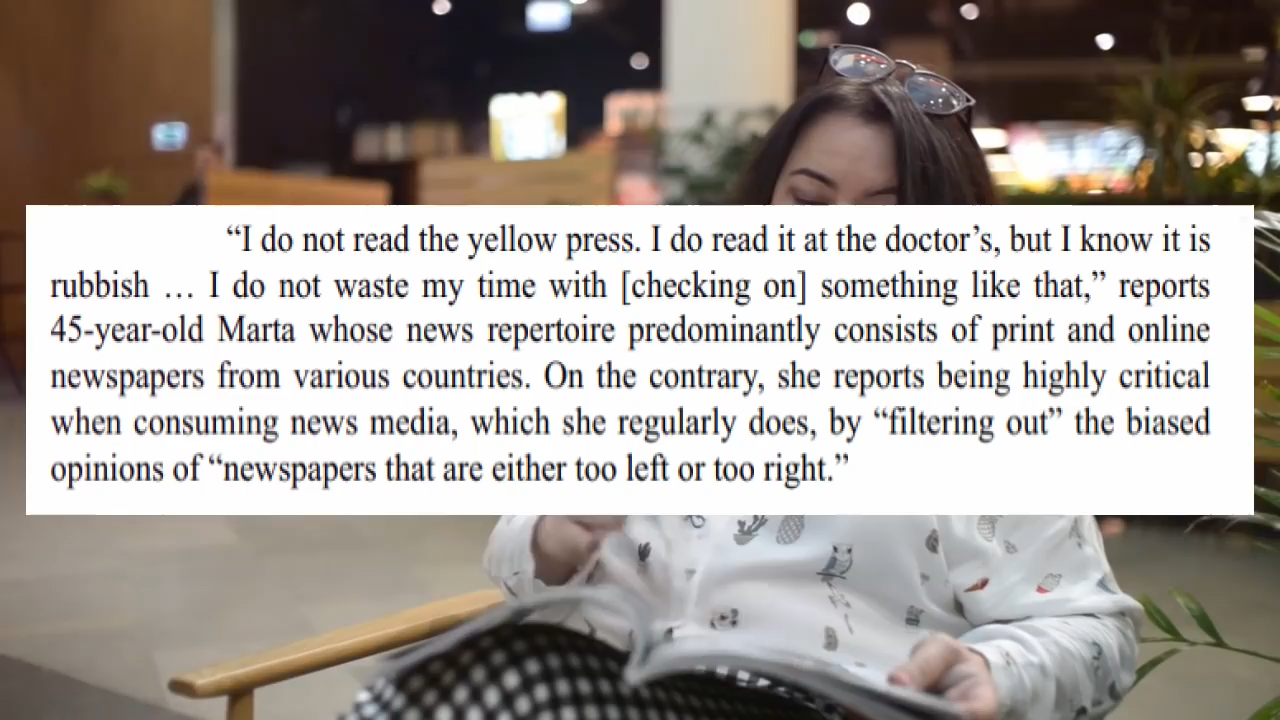 “I do not read the yellow press. I do read it at the doctor’s, but I know it is
rubbish … I do not waste my time with [checking on] something like that,” reports
45-year-old Marta whose news repertoire predominantly consists of print and online
newspapers from various countries. On the contrary, she reports being highly critical
when consuming news media, which she regularly does, by “filtering out” the biased
opinions of “newspapers that are either too left or too right.”